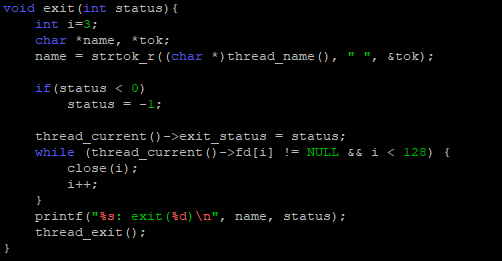 void exit(int status){
    int i=3;
    char *name, *tok;
    name = strtok_r((char *)thread_name(), " ", &tok);

    if(status < 0)
        status = -1;

    thread_current()->exit_status = status;
    while (thread_current()->fd[i] != NULL && i < 128) {
        close(i);
        i++;
    }
    printf("%s: exit(%d)\n", name, status);
    thread_exit();
}